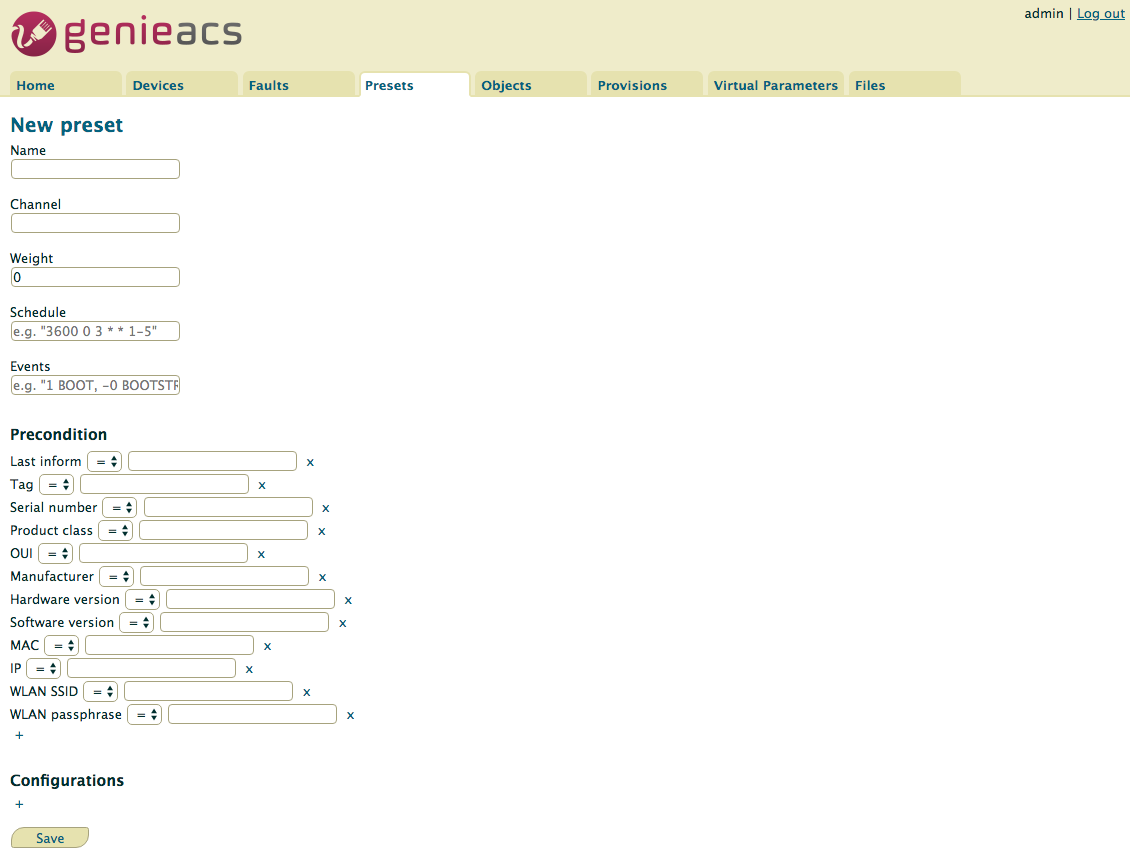 admin | Log out
genieacs
Home Devices Faults Presets Objects Provisions Virtual Parameters Files
New preset
Name
Channel
Weight
0
Schedule
e.g. "3600 0 3 * * 1-5"
Events
e.g. "1 BOOT, -0 BOOTSTR
Precondition
Last inform = x
Tag = x
Serial number = x
Product class = x
OUI = x
Manufacturer = x
Hardware version = x
Software version = x
MAC = x
IP = x
WLAN SSID = x
WLAN passphrase = x
+
Configurations
+
Save